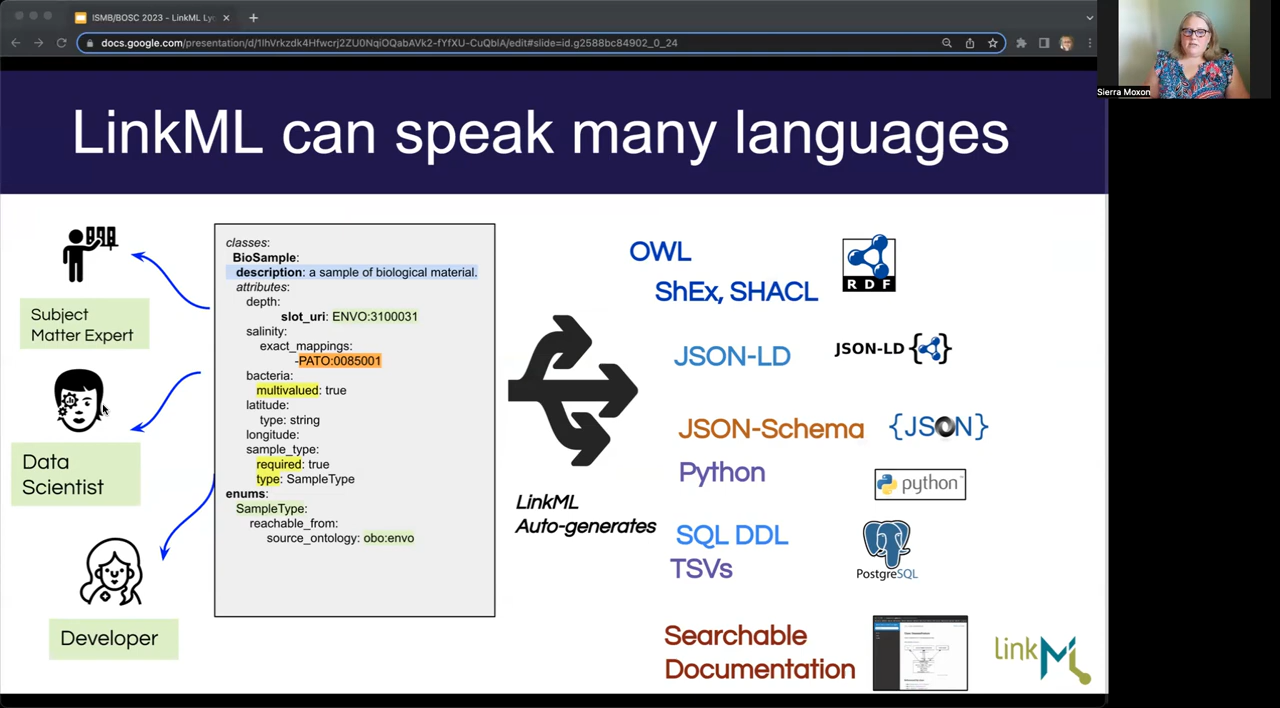 ISMB/BOSC 2023 - LinkML Ly
docs.google.com/presentation/d/1IhVrkzdk4Hfwcrj2ZU0NqiOQabAVk2-fYfXU-CuQblA/edit#slide=id.g2588bc84902_0_24
Sierra Moxon
LinkML can speak many languages
Subject
Matter Expert
Data
Scientist
Developer
classes:
BioSample:
description: a sample of biological material.
attributes:
depth:
slot_uri: ENVO:3100031
salinity:
exact_mappings:
-PATO:0085001
bacteria:
multivalued: true
latitude:
type: string
longitude:
sample_type:
required: true
type: SampleType
enums:
SampleType:
reachable_from:
source_ontology: obo:envo
LinkML
Auto-generates
OWL
RDF
ShEx, SHACL
JSON-LD
JSON-LD
JSON-Schema
{JSON}
Python
python
SQL DDL
TSVs
PostgreSQL
Searchable
Documentation
linkML